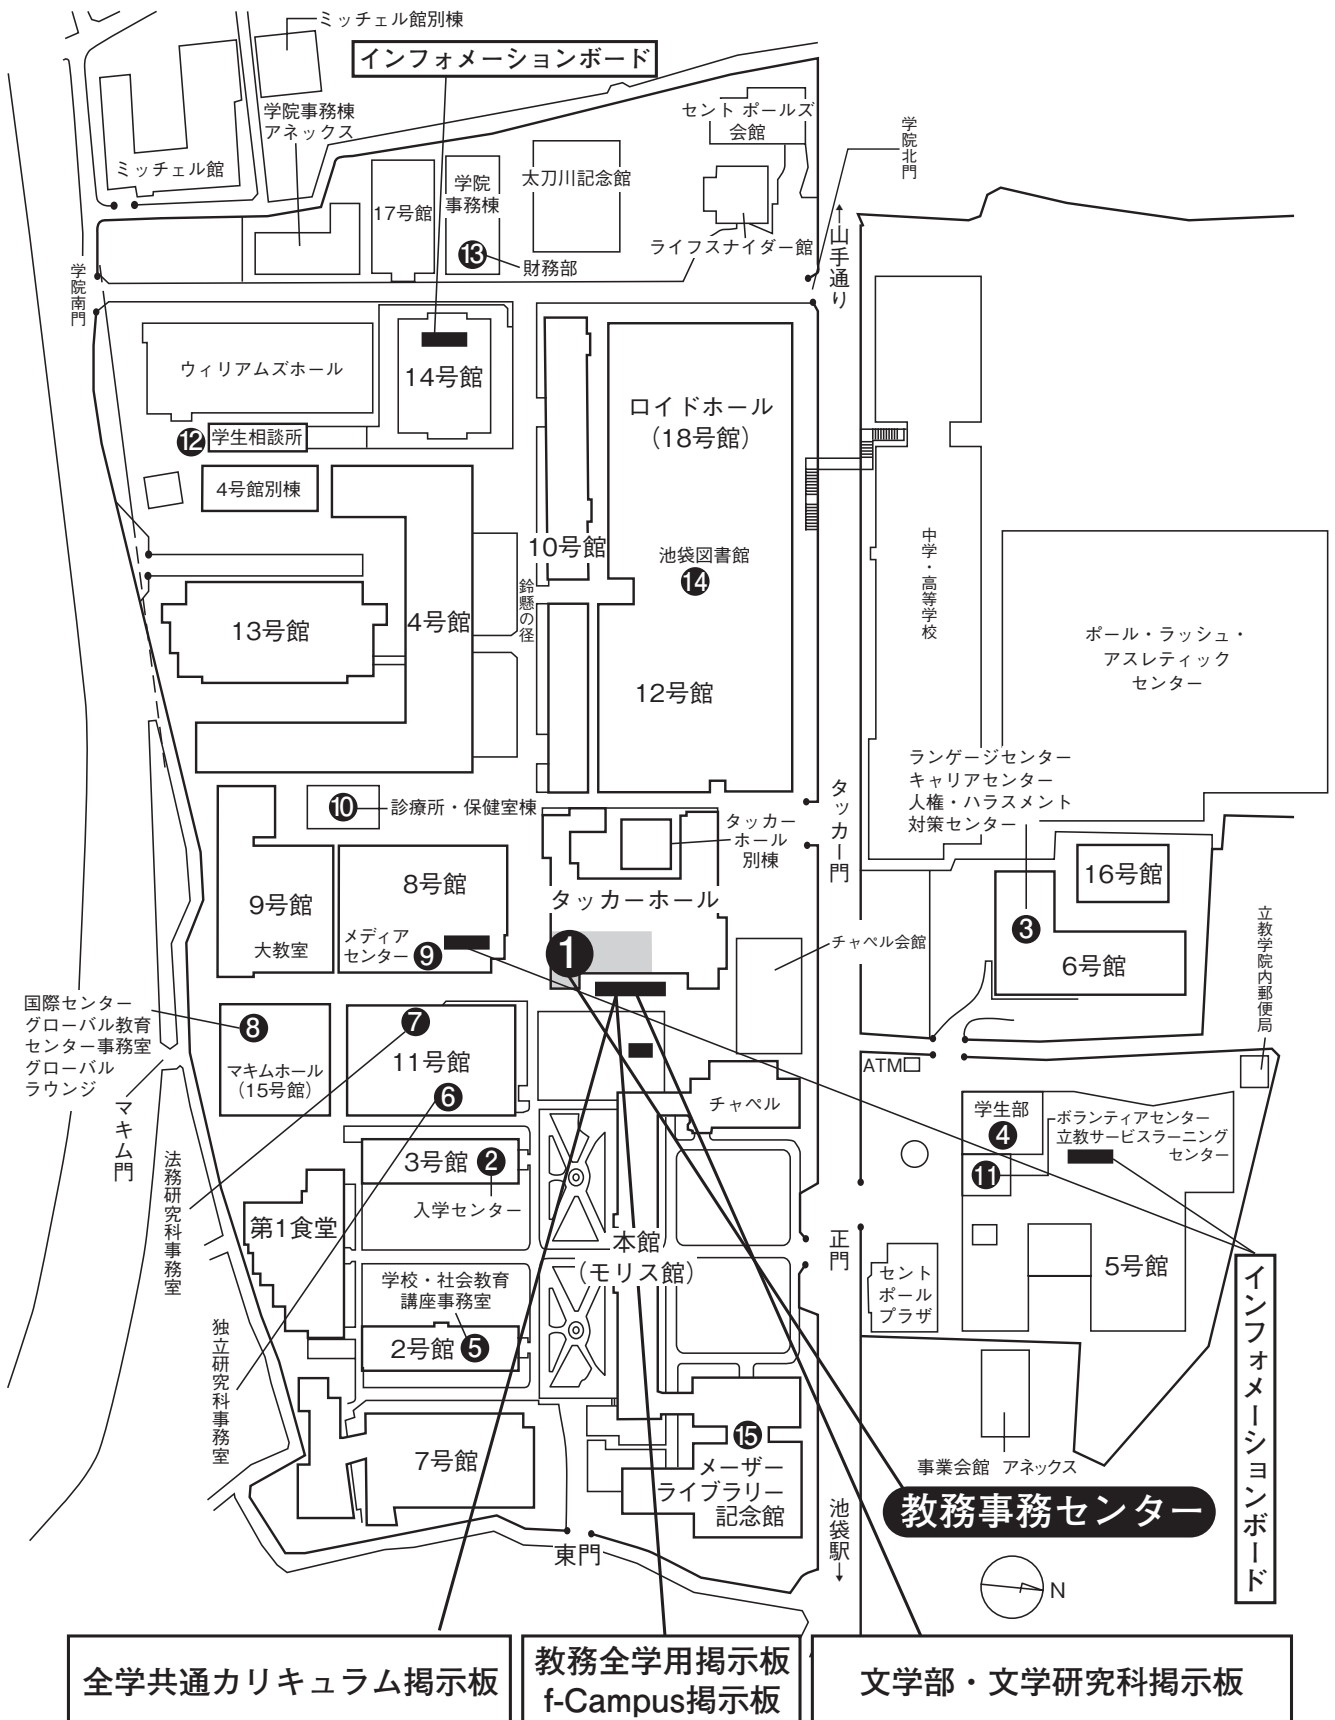 ミッチェル館別棟
インフォメーションボード
学院事務棟
アネックス
セント ポールズ
会館
学院北門
ミッチェル館
17号館
学院
事務棟
⓭
財務部
太刀川記念館
ライフスナイダー館
↑山手通り
学院南門
ウィリアムズホール
14号館
ロイドホール
(18号館)
⓬
学生相談所
4号館別棟
10号館
池袋図書館
⓮
中学・高等学校
鈴懸の径
13号館
4号館
ポール・ラッシュ・
アスレティック
センター
12号館
ランゲージセンター
キャリアセンター
人権・ハラスメント
対策センター
❿
診療所・保健室棟
タッカー
ホール
別棟
タッカー門
16号館
8号館
9号館
大教室
タッカーホール
❸
6号館
立教学院内郵便局
メディア
センター
❾
❶
チャペル会館
国際センター
グローバル教育
センター事務室
グローバル
ラウンジ
❽
マキムホール
(15号館)
❼
11号館
❻
ATM
チャペル
学生部
❹
ボランティアセンター
立教サービスラーニング
センター
⓫
マキム門
法務研究科事務室
3号館
❷
入学センター
第1食堂
本館
(モリス館)
正門
セント
ポール
プラザ
5号館
インフォメーションボード
学校・社会教育
講座事務室
2号館
❺
独立研究科事務室
7号館
⓯
メーザー
ライブラリー
記念館
事業会館 アネックス
教務事務センター
池袋駅↓
東門
N
全学共通カリキュラム掲示板
教務全学用掲示板
f-Campus掲示板
文学部・文学研究科掲示板